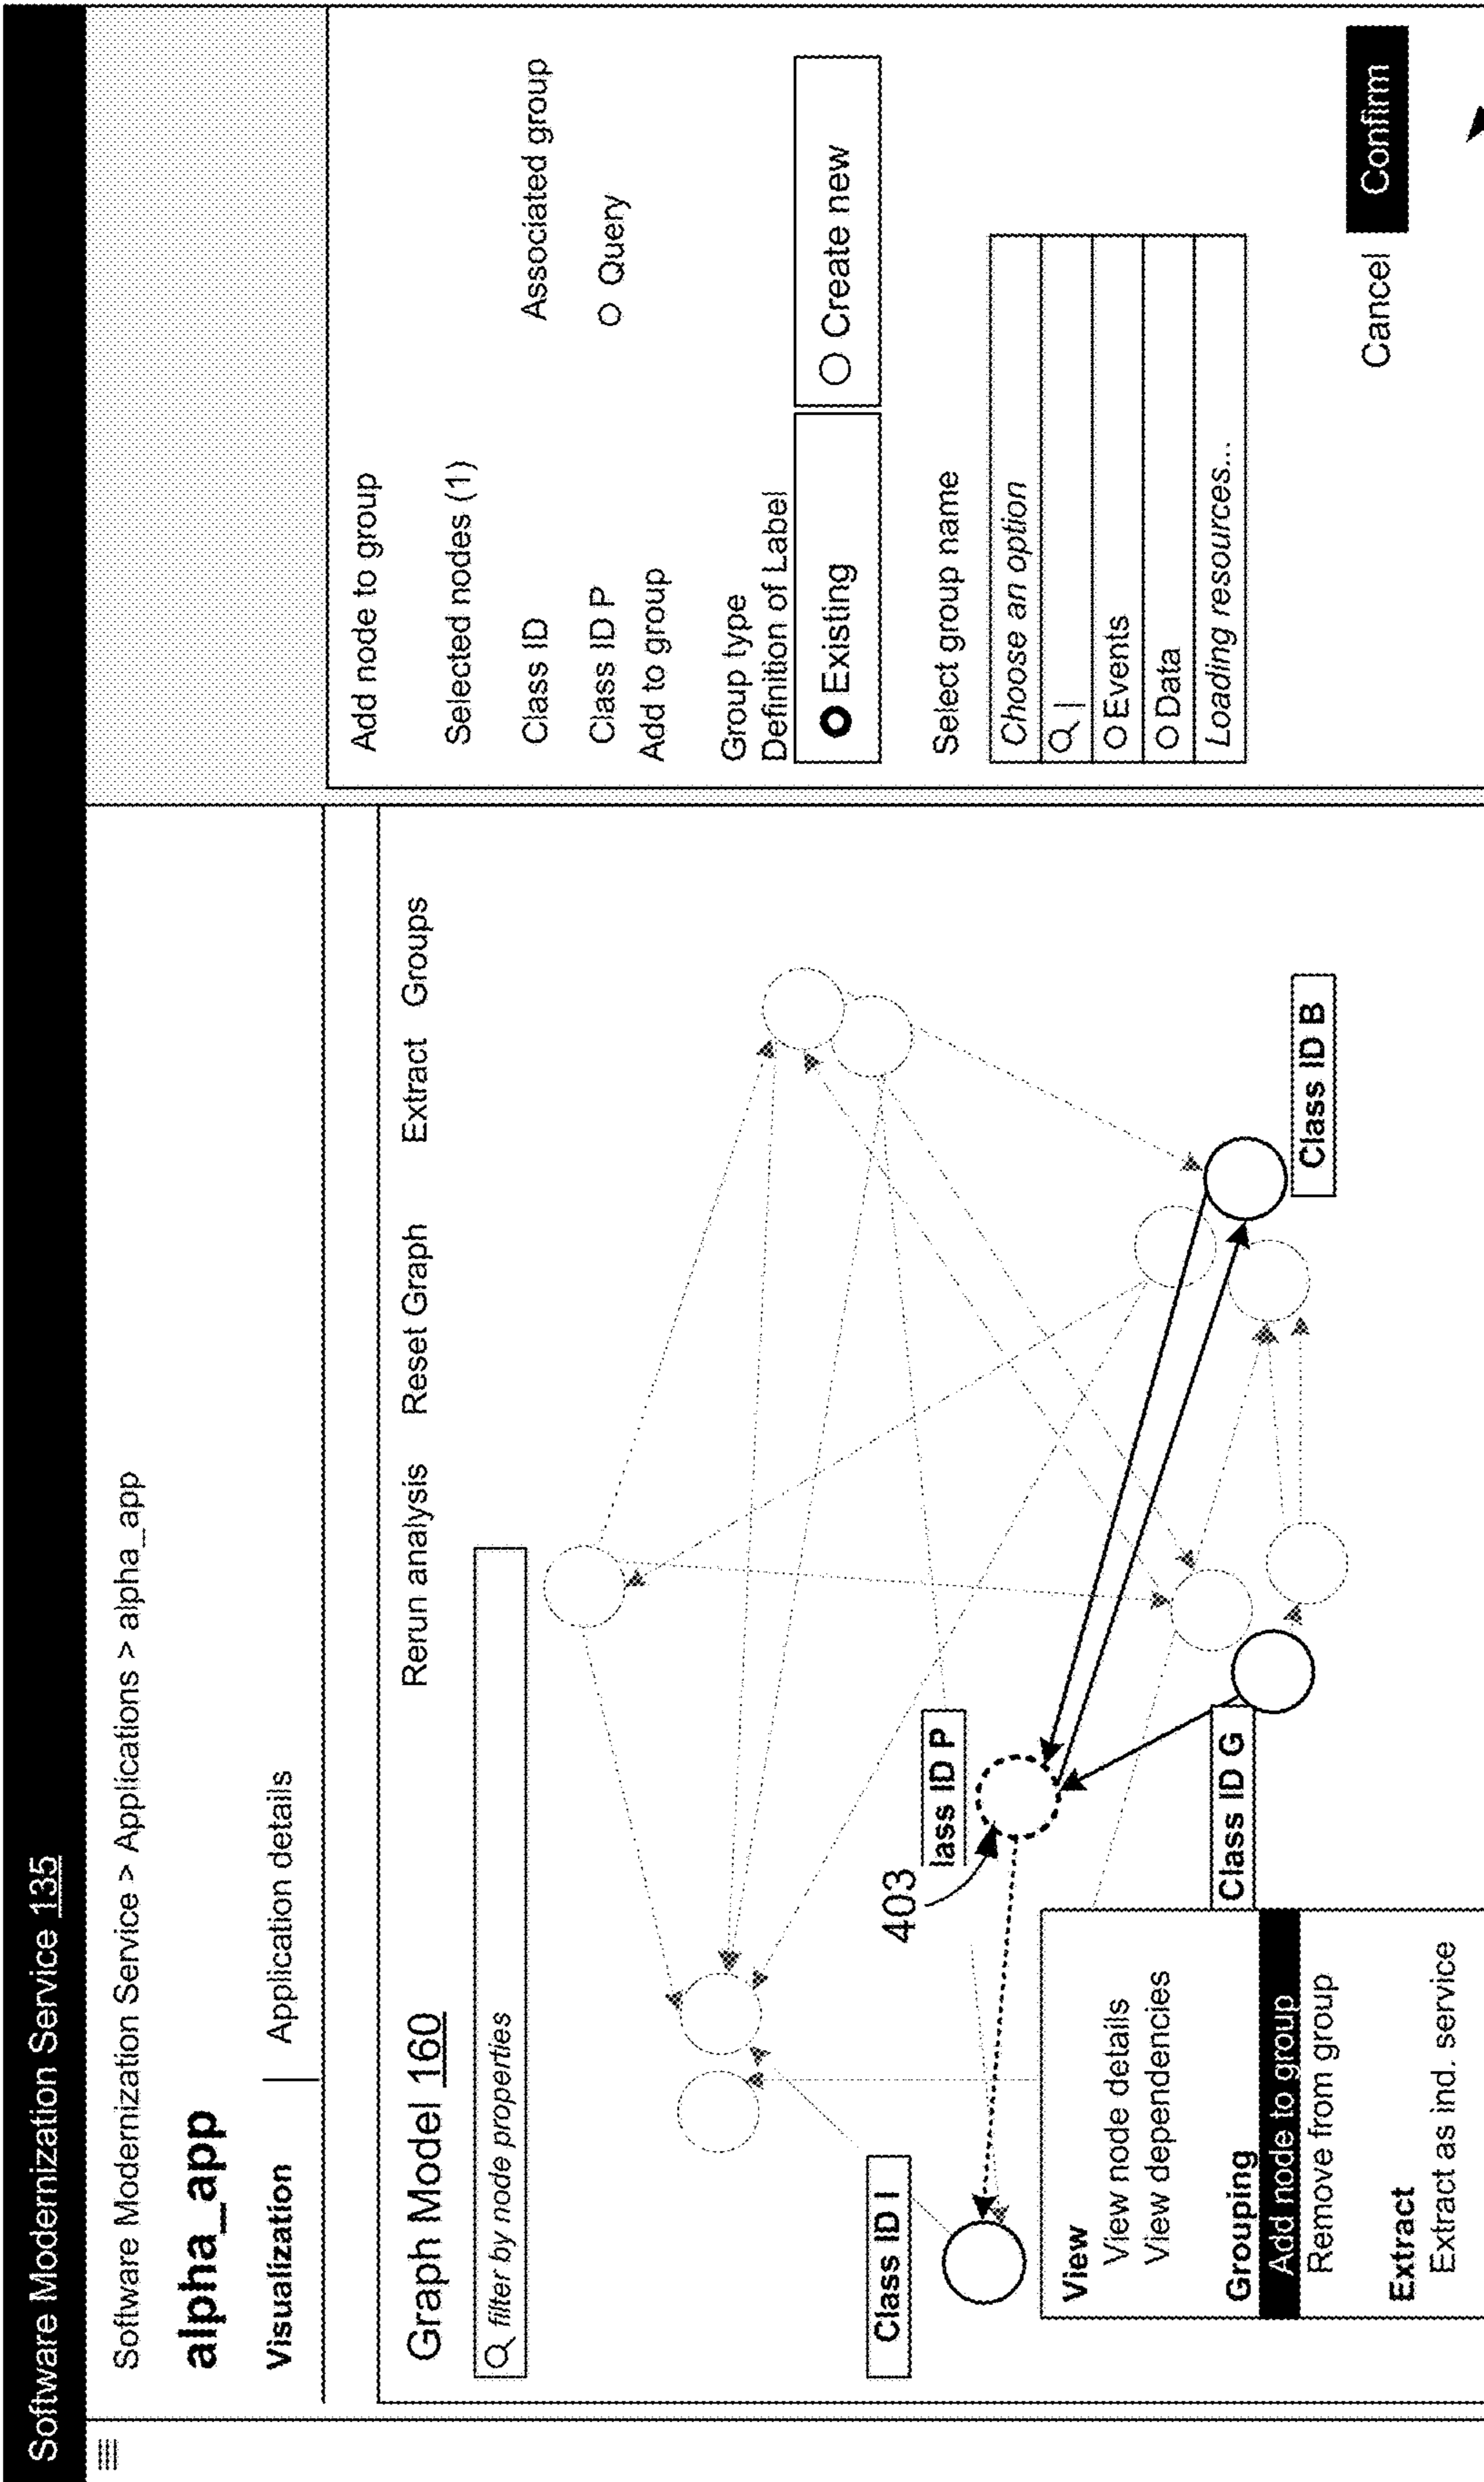 Software Modernization Service 135
Software Modernization Service > Applications > alpha_app
alpha_app
Visualization | Application details
Graph Model 160
Rerun analysis Reset Graph Extract Groups
filter by node properties
Class ID I
403
lass ID P
Class ID G
Class ID B
View
View node details
View dependencies
Grouping
Add node to group
Remove from group
Extract
Extract as ind. service
Add node to group
Selected nodes (1)
Class ID Associated group
Class ID P O Query
Add to group
Group type
Definition of Label
Existing
Create new
Select group name
Choose an option
Events
Data
Loading resources...
Cancel Confirm